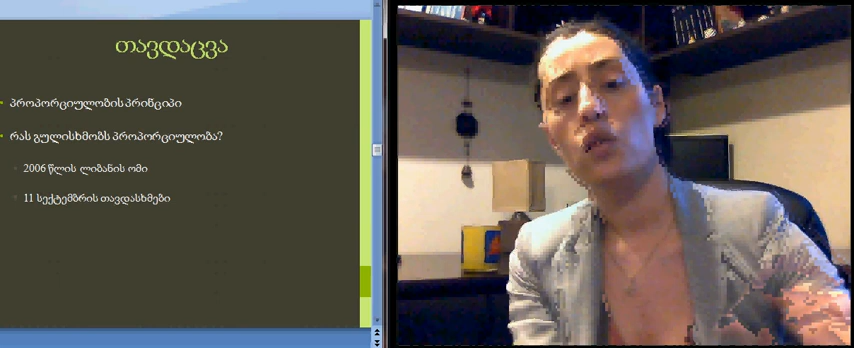 თავდაცვა
პროპორციულობის პრინციპი
რას გულისხმობს პროპორციულობა?
2006 წლის ლიბანის ომი
11 სექტემბრის თავდასხმები